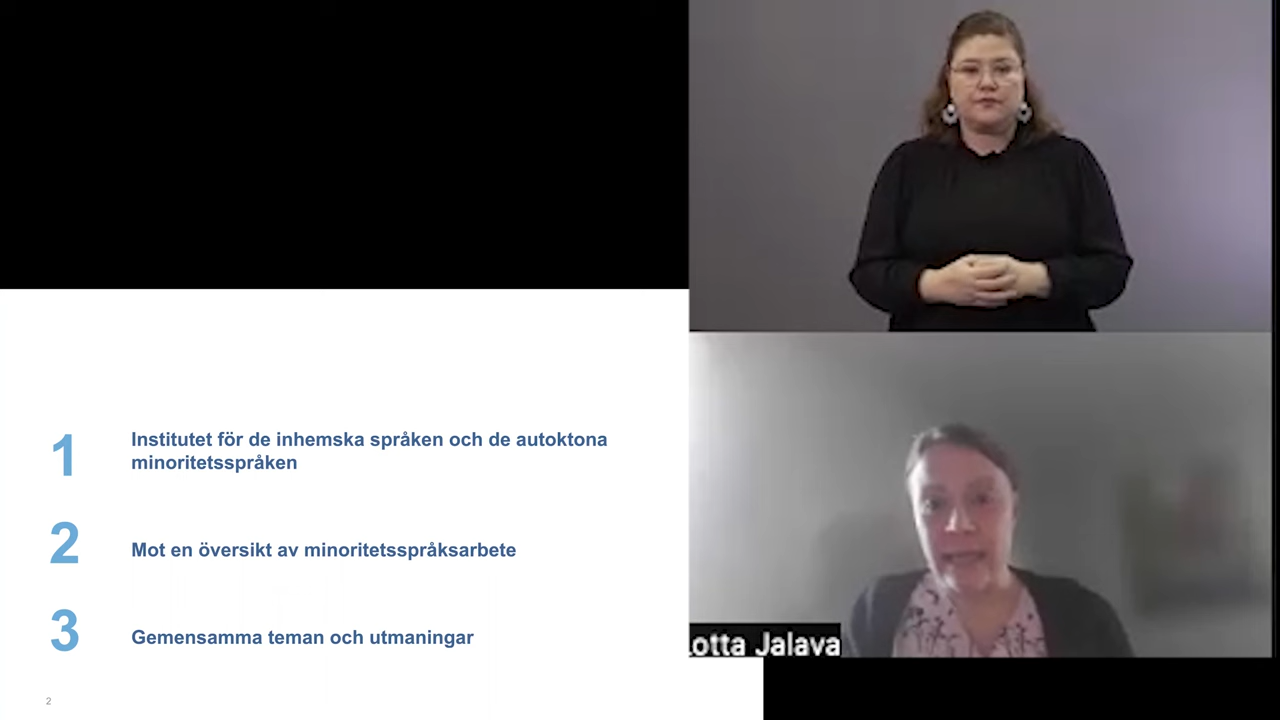 1
Institutet för de inhemska språken och de autoktona
minoritetsspråken
2
Mot en översikt av minoritetsspråksarbete
3
Gemensamma teman och utmaningar
2
Lotta Jalava